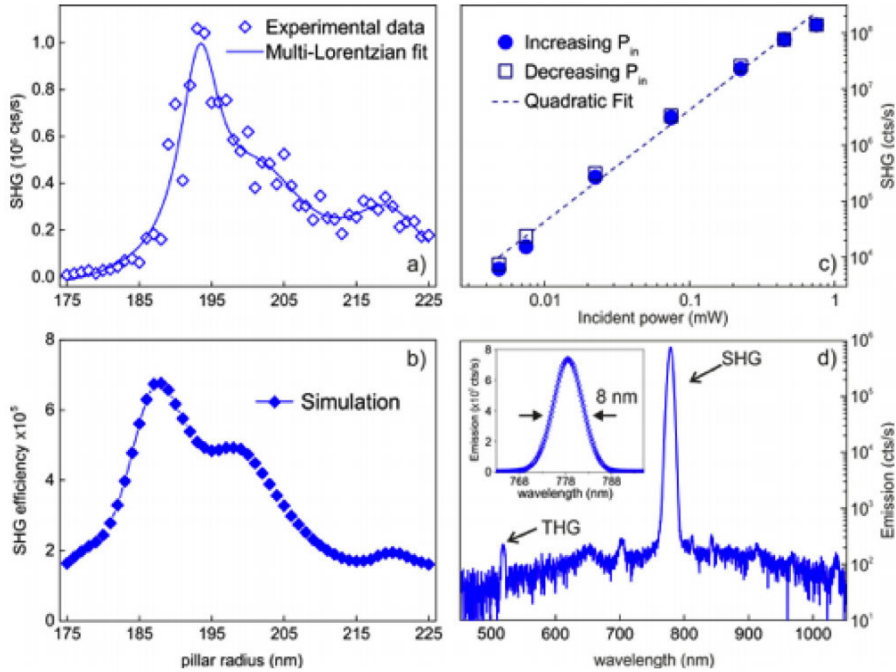 1.0
0.8
0.6
0.4
0.2
0.0
SHG (10⁶ cts/s)
Experimental data
Multi-Lorentzian fit
a)
175 185 195 205 215 225
c)
Increasing P_in
Decreasing P_in
Quadratic Fit
10⁸
10⁷
10⁶
10⁵
10⁴
SHG (cts/s)
0.01 0.1 1
Incident power (mW)
8
6
4
2
0
SHG efficiency x10⁻⁵
b)
Simulation
175 185 195 205 215 225
pillar radius (nm)
d)
SHG
THG
8
6
4
2
0
8 nm
768 778 788
wavelength (nm)
10⁶
10⁵
10⁴
10³
10²
10¹
Emission (cts/s)
500 600 700 800 900 1000
wavelength (nm)